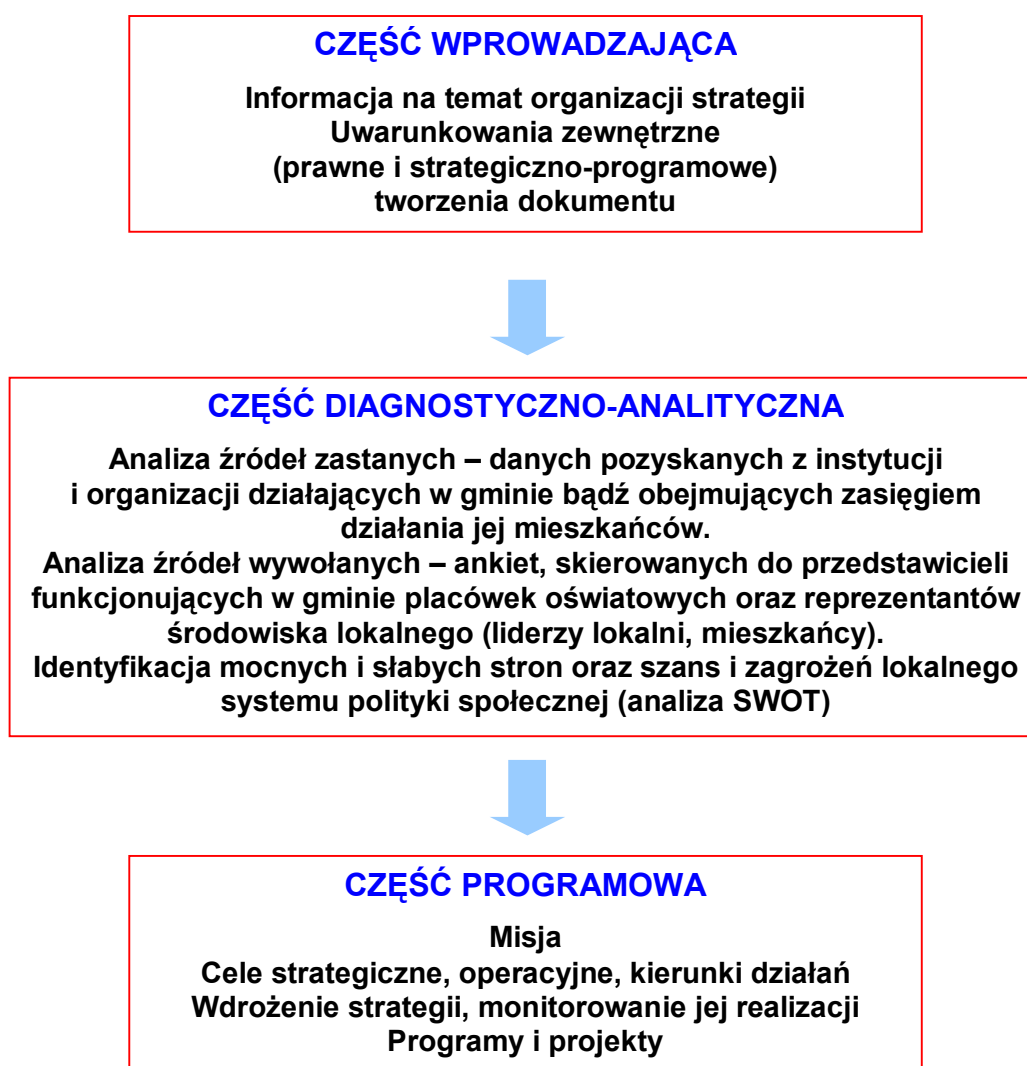 CZĘŚĆ WPROWADZAJĄCA
Informacja na temat organizacji strategii
Uwarunkowania zewnętrzne
(prawne i strategiczno-programowe)
tworzenia dokumentu
CZĘŚĆ DIAGNOSTYCZNO-ANALITYCZNA
Analiza źródeł zastanych – danych pozyskanych z instytucji
i organizacji działających w gminie bądź obejmujących zasięgiem
działania jej mieszkańców.
Analiza źródeł wywołanych – ankiet, skierowanych do przedstawicieli
funkcjonujących w gminie placówek oświatowych oraz reprezentantów
środowiska lokalnego (liderzy lokalni, mieszkańcy).
Identyfikacja mocnych i słabych stron oraz szans i zagrożeń lokalnego
systemu polityki społecznej (analiza SWOT)
CZĘŚĆ PROGRAMOWA
Misja
Cele strategiczne, operacyjne, kierunki działań
Wdrożenie strategii, monitorowanie jej realizacji
Programy i projekty